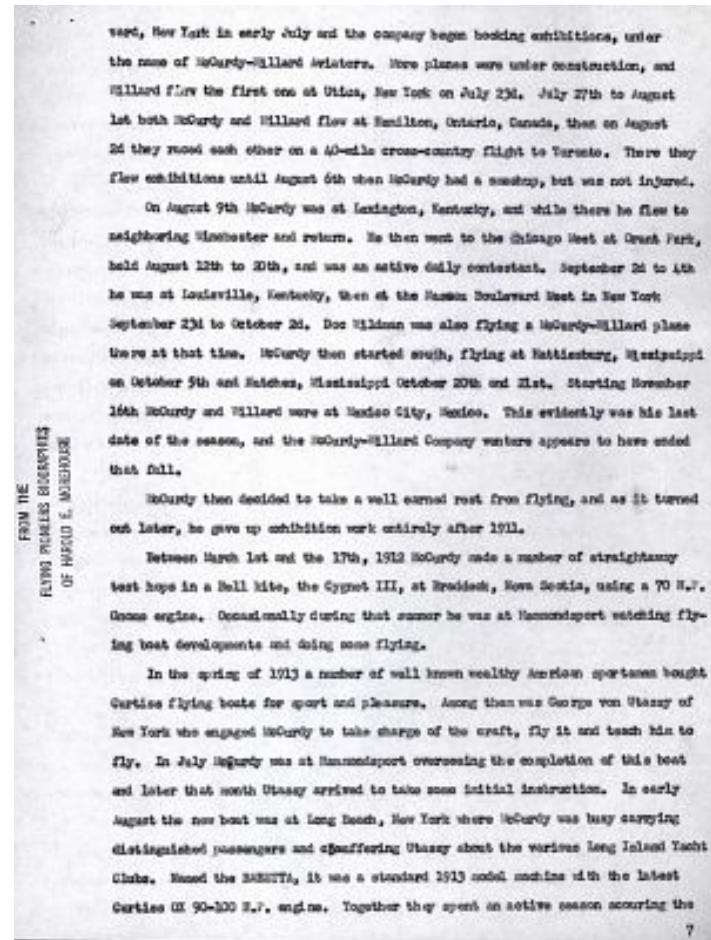 vard, New York in early July and the company began booking exhibitions, under
the name of McCurdy-Willard Aviators. More planes were under construction, and
Willard flew the first one at Utica, New York on July 23d. July 27th to August
1st both McCurdy and Willard flew at Hamilton, Ontario, Canada, then on August
2d they raced each other on a 40-mile cross-country flight to Toronto. There they
flew exhibitions until August 6th when McCurdy had a smashup, but was not injured.
On August 9th McCurdy was at Lexington, Kentucky, and while there he flew to
neighboring Winchester and return. He then went to the Chicago Meet at Grant Park,
held August 12th to 20th, and was an active daily contestant. September 2d to 4th
he was at Louisville, Kentucky, then at the Nassau Boulevard Meet in New York
September 23d to October 2d. Doc Wildman was also flying a McCurdy-Willard plane
there at that time. McCurdy then started south, flying at Hattiesburg, Mississippi
on October 9th and Natchez, Mississippi October 20th and 21st. Starting November
16th McCurdy and Willard were at Mexico City, Mexico. This evidently was his last
date of the season, and the McCurdy-Willard Company venture appears to have ended
that fall.
McCurdy then decided to take a well earned rest from flying, and as it turned
out later, he gave up exhibition work entirely after 1911.
Between March 1st and the 17th, 1912 McCurdy made a number of straightaway
test hops in a Bell kite, the Cygnet III, at Braddeck, Nova Scotia, using a 70 H.P.
Gnome engine. Occasionally during that summer he was at Hammondsport watching fly-
ing boat developments and doing some flying.
In the spring of 1913 a number of well known wealthy American sportsmen bought
Curtiss flying boats for sport and pleasure. Among them was George von Utassy of
New York who engaged McCurdy to take charge of the craft, fly it and teach him to
fly. In July McCurdy was at Hammondsport overseeing the completion of this boat
and later that month Utassy arrived to take some initial instruction. In early
August the new boat was at Long Beach, New York where McCurdy was busy carrying
distinguished passengers and chauffering Utassy about the various Long Island Yacht
Clubs. Named the BABETTA, it was a standard 1913 model machine with the latest
Curtiss OX 90-100 H.P. engine. Together they spent an active season scouring the
7
FROM THE
FLYING PIONEERS BIOGRAPHIES
OF HAROLD E. MOREHOUSE